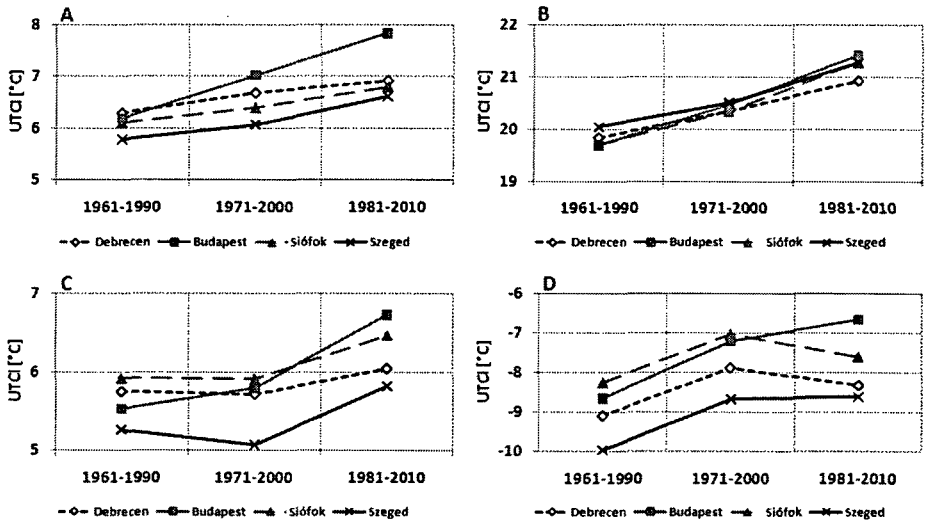 A
UTCI [°C]
8
7
6
5
1961-1990 1971-2000 1981-2010
Debrecen Budapest Siófok Szeged
B
UTCI [°C]
22
21
20
19
1961-1990 1971-2000 1981-2010
Debrecen Budapest Siófok Szeged
C
UTCI [°C]
7
6
5
1961-1990 1971-2000 1981-2010
Debrecen Budapest Siófok Szeged
D
UTCI [°C]
-6
-7
-8
-9
-10
1961-1990 1971-2000 1981-2010
Debrecen Budapest Siófok Szeged